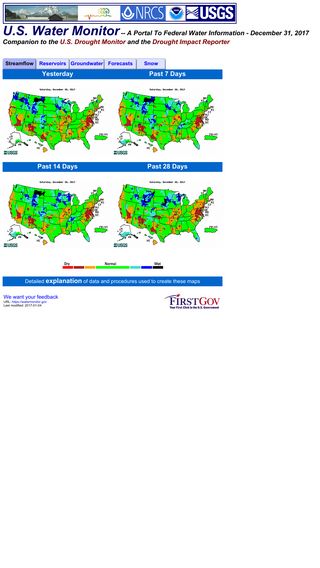 NRCS USGS
U.S. Water Monitor -- A Portal To Federal Water Information - December 31, 2017
Companion to the U.S. Drought Monitor and the Drought Impact Reporter
Streamflow Reservoirs Groundwater Forecasts Snow
Yesterday Past 7 Days
Saturday, December 30, 2017 Saturday, December 30, 2017
USGS USGS
Past 14 Days Past 28 Days
Saturday, December 30, 2017 Saturday, December 30, 2017
USGS USGS
Dry Normal Wet
Detailed explanation of data and procedures used to create these maps
We want your feedback
URL: https://watermonitor.gov
Last modified: 2017-01-04
FIRSTGOV
Your First Click to the U.S. Government